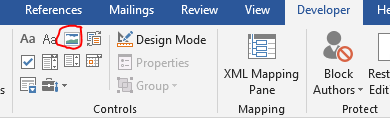 References Mailings Review View Developer He
Aa Aa Design Mode
Properties
Group
XML Mapping
Pane
Block
Authors
Rest
Edit
s
Controls Mapping Protect